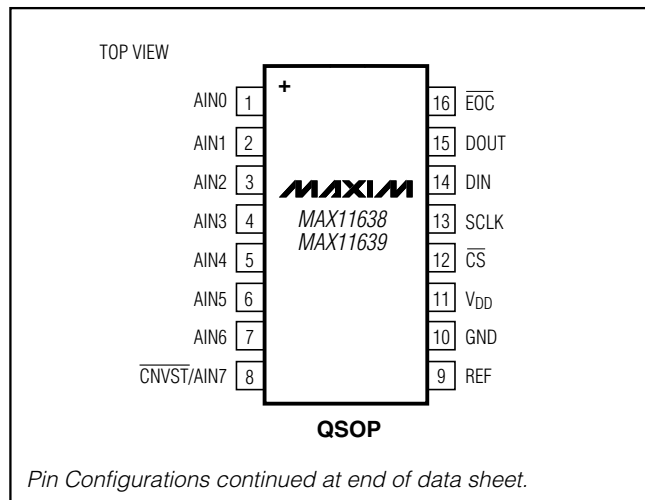 TOP VIEW
+
AIN0 1 16 EOC
AIN1 2 15 DOUT
AIN2 3 14 DIN
MAXIM
AIN3 4 MAX11638 13 SCLK
MAX11639
AIN4 5 12 CS
AIN5 6 11 VDD
AIN6 7 10 GND
CNVST/AIN7 8 9 REF
QSOP
Pin Configurations continued at end of data sheet.